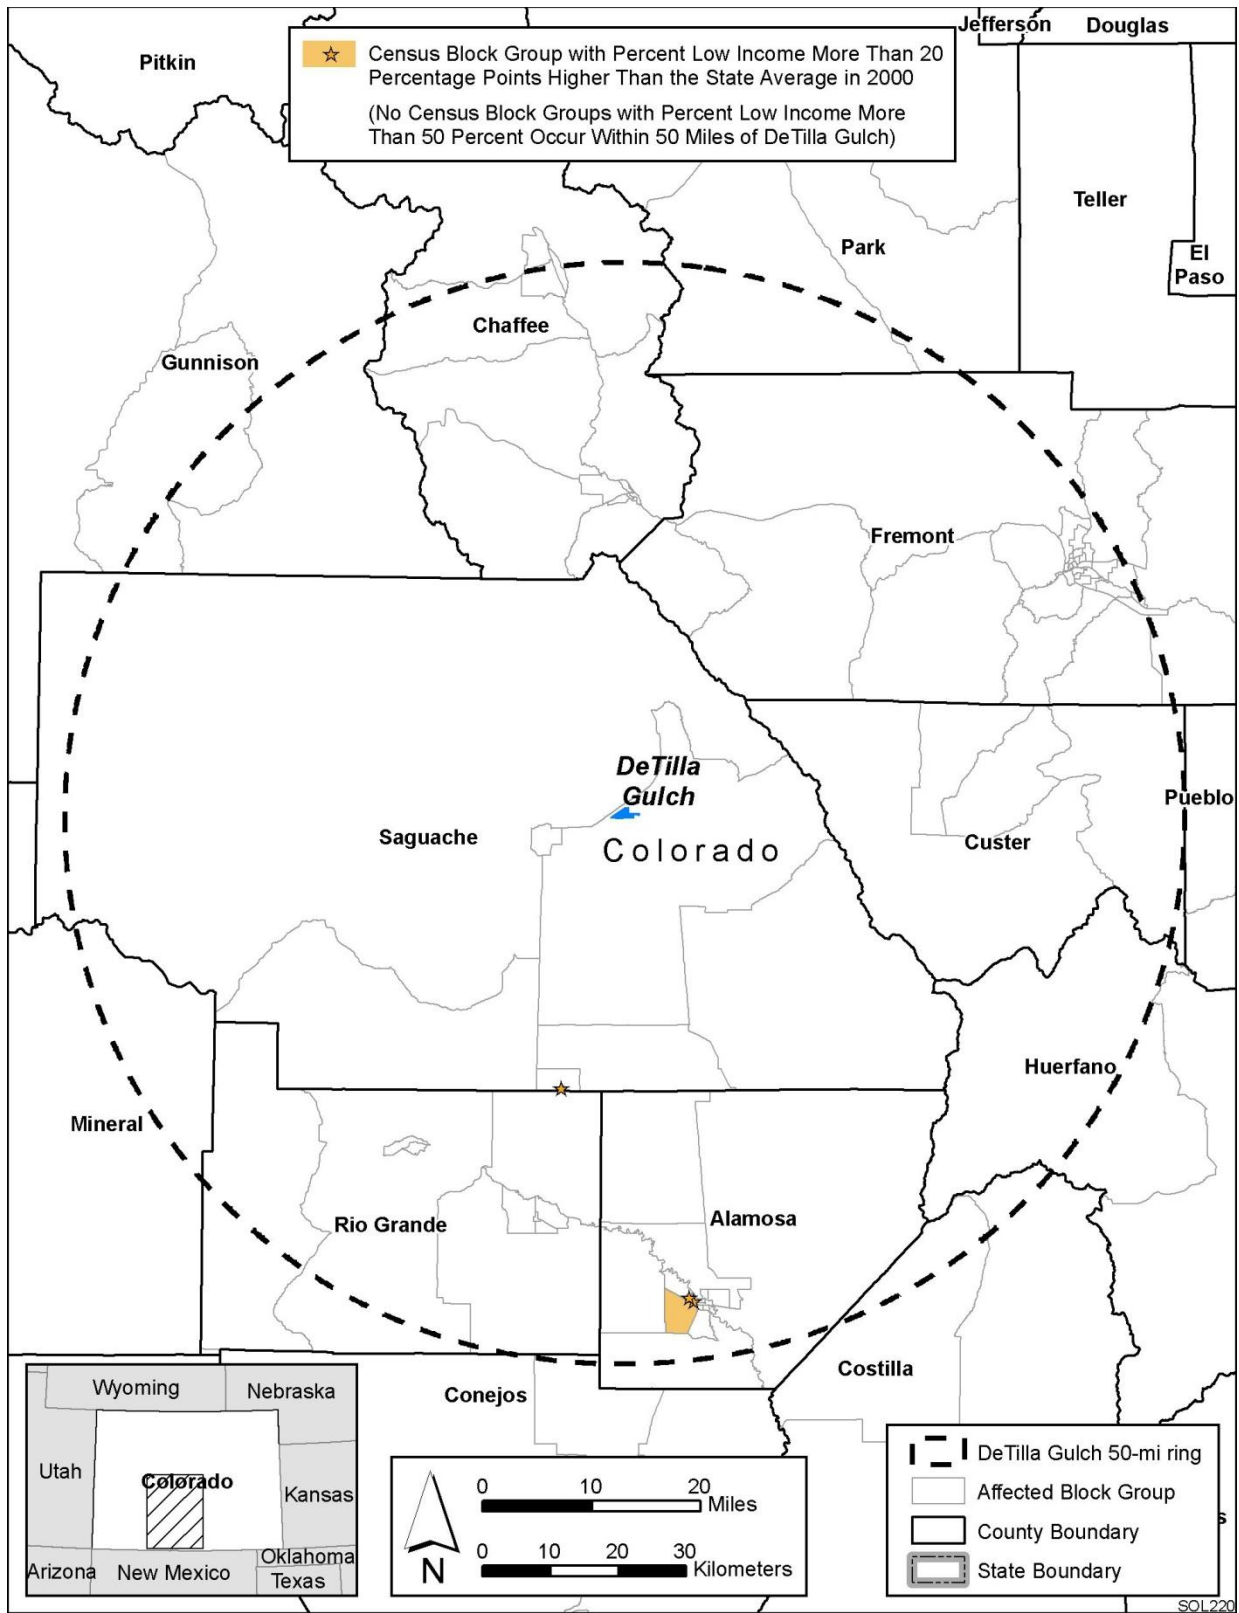 Jefferson
Douglas
Pitkin
Census Block Group with Percent Low Income More Than 20
Percentage Points Higher Than the State Average in 2000
(No Census Block Groups with Percent Low Income More
Than 50 Percent Occur Within 50 Miles of DeTilla Gulch)
Teller
Park
El
Paso
Chaffee
Gunnison
Fremont
DeTilla
Gulch
Pueblo
Saguache
Colorado
Custer
Huerfano
Mineral
Rio Grande
Alamosa
Costilla
Conejos
Wyoming
Nebraska
Utah
Colorado
Kansas
Arizona
New Mexico
Oklahoma
Texas
N
0 10 20
Miles
0 10 20 30
Kilometers
DeTilla Gulch 50-mi ring
Affected Block Group
County Boundary
State Boundary
s
SOL220